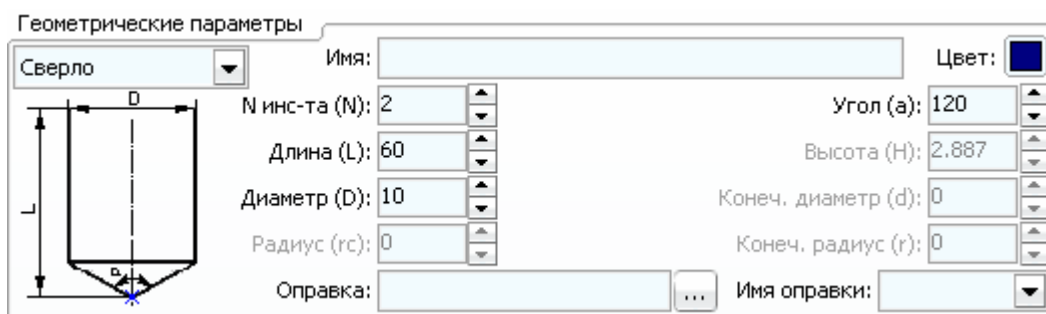 Геометрические параметры
Сверло Имя: Цвет:
D
N инс-та (N): 2 Угол (a): 120
Длина (L): 60 Высота (H): 2.887
L
Диаметр (D): 10 Конеч. диаметр (d): 0
Радиус (rc): 0 Конеч. радиус (r): 0
a
Оправка: ... Имя оправки: